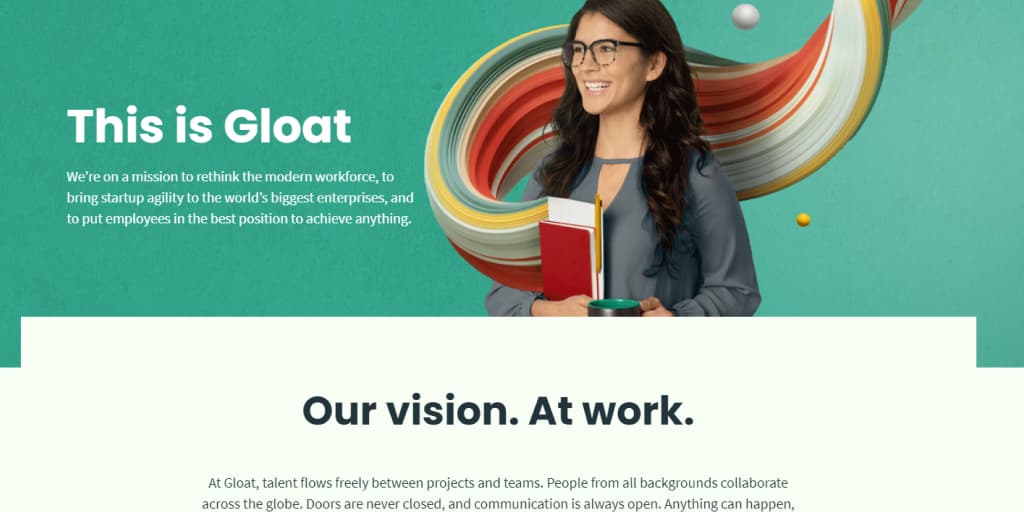 This is Gloat
We're on a mission to rethink the modern workforce, to
bring startup agility to the world's biggest enterprises, and
to put employees in the best position to achieve anything.
Our vision. At work.
At Gloat, talent flows freely between projects and teams. People from all backgrounds collaborate
across the globe. Doors are never closed, and communication is always open. Anything can happen,